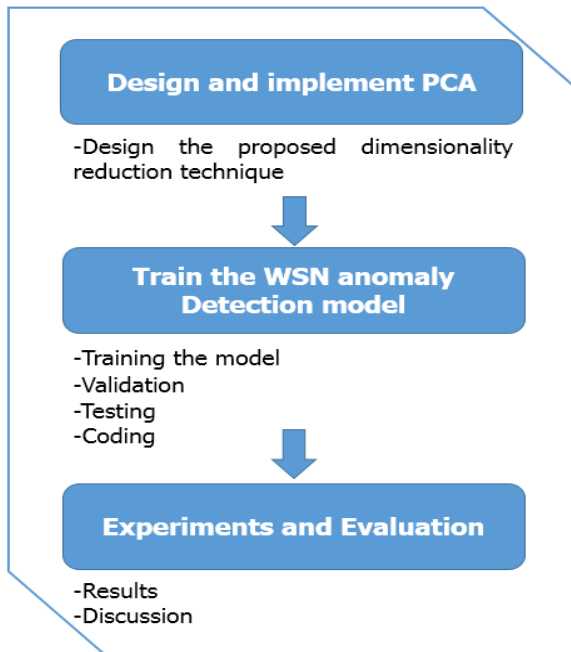 Design and implement PCA
-Design the proposed dimensionality
reduction technique
Train the WSN anomaly
Detection model
-Training the model
-Validation
-Testing
-Coding
Experiments and Evaluation
-Results
-Discussion